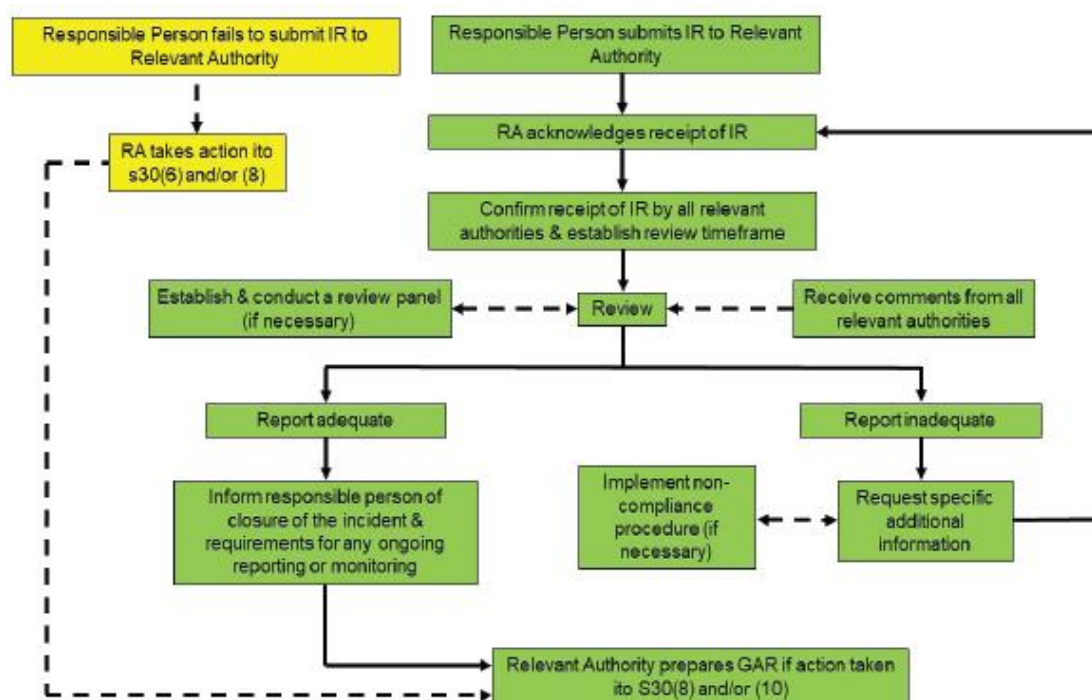 Responsible Person fails to submit IR to
Relevant Authority
Responsible Person submits IR to Relevant
Authority
RA acknowledges receipt of IR
RA takes action ito
s30(6) and/or (8)
Confirm receipt of IR by all relevant
authorities & establish review timeframe
Establish & conduct a review panel
(if necessary)
Review
Receive comments from all
relevant authorities
Report adequate
Report inadequate
Inform responsible person of
closure of the incident &
requirements for any ongoing
reporting or monitoring
Implement non-
compliance
procedure (if
necessary)
Request specific
additional
information
Relevant Authority prepares GAR if action taken
ito S30(8) and/or (10)